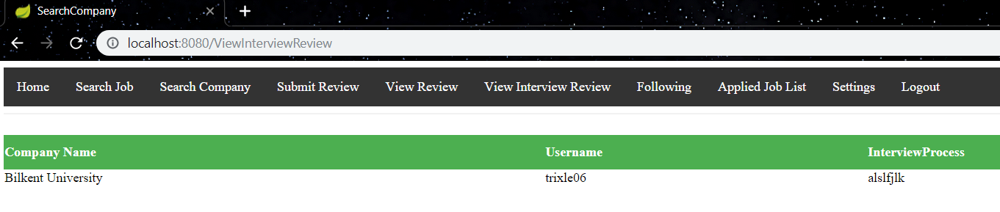 SearchCompany
localhost:8080/ViewInterviewReview
Home Search Job Search Company Submit Review View Review View Interview Review Following Applied Job List Settings Logout
Company Name Username InterviewProcess
Bilkent University trixle06 alslfjlk